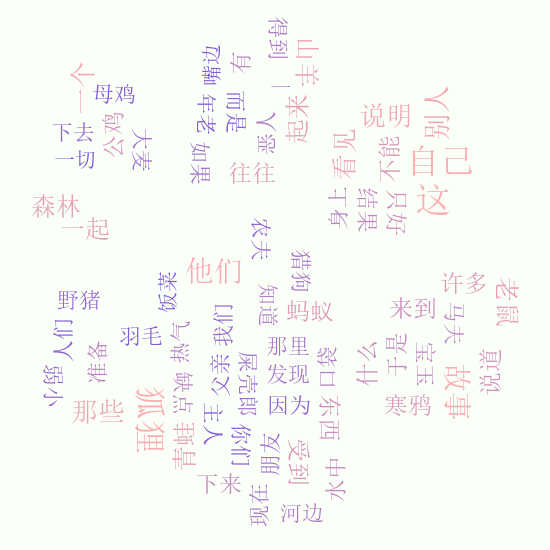 得到
山羊
嘴边
有
一个
母鸡
一
年老
而是
恶人
起来
说明
别人
下去
公鸡
大麦
一切
如果
往往
看见
不能
自己
身上
结果
只好
这
森林
一起
农夫
猎狗
他们
饭菜
知道
蚂蚁
许多
老鼠
野猪
人们
羽毛
热气
我们
那里
来到
马夫
弱小
准备
父亲
屎壳郎
发现
口袋
什么
于是
宝玉
道说
那些
狐狸
缺点
主人
因为
东西
寒鸦
故事
青蛙
你们
朋友
受到
水中
下来
现在
河边